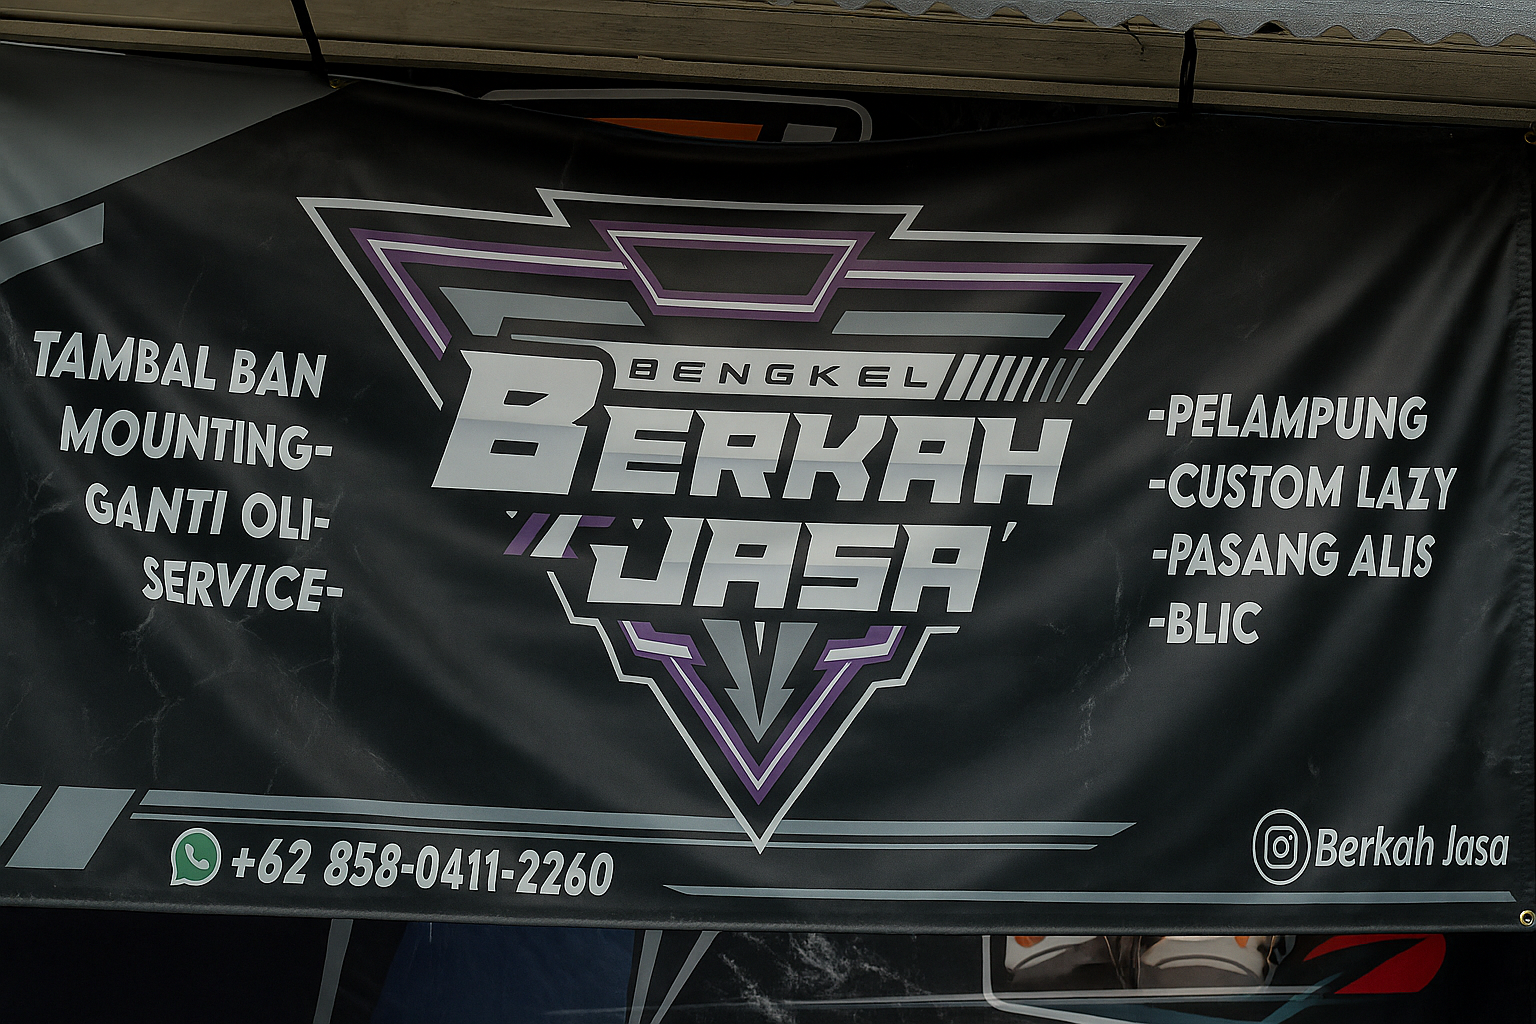 TAMBAL BAN
MOUNTING-
GANTI OLI-
SERVICE-
BENGKEL
BERKAH
JASA
-PELAMPUNG
-CUSTOM LAZY
-PASANG ALIS
-BLIC
+62 858-0411-2260
Berkah Jasa